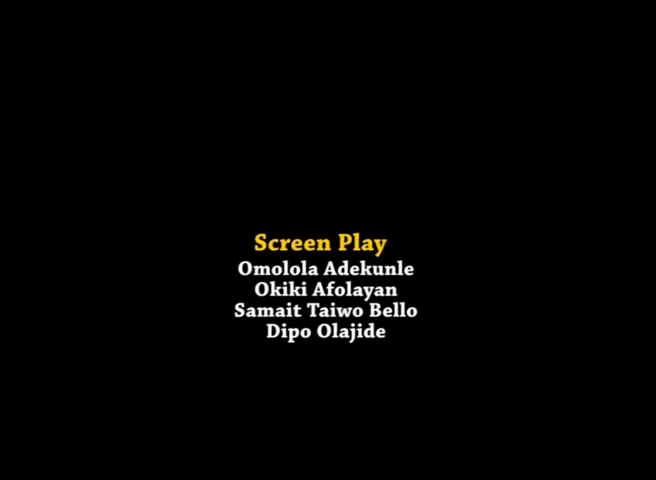 Screen Play
Omolola Adekunle
Okiki Afolayan
Samait Taiwo Bello
Dipo Olajide